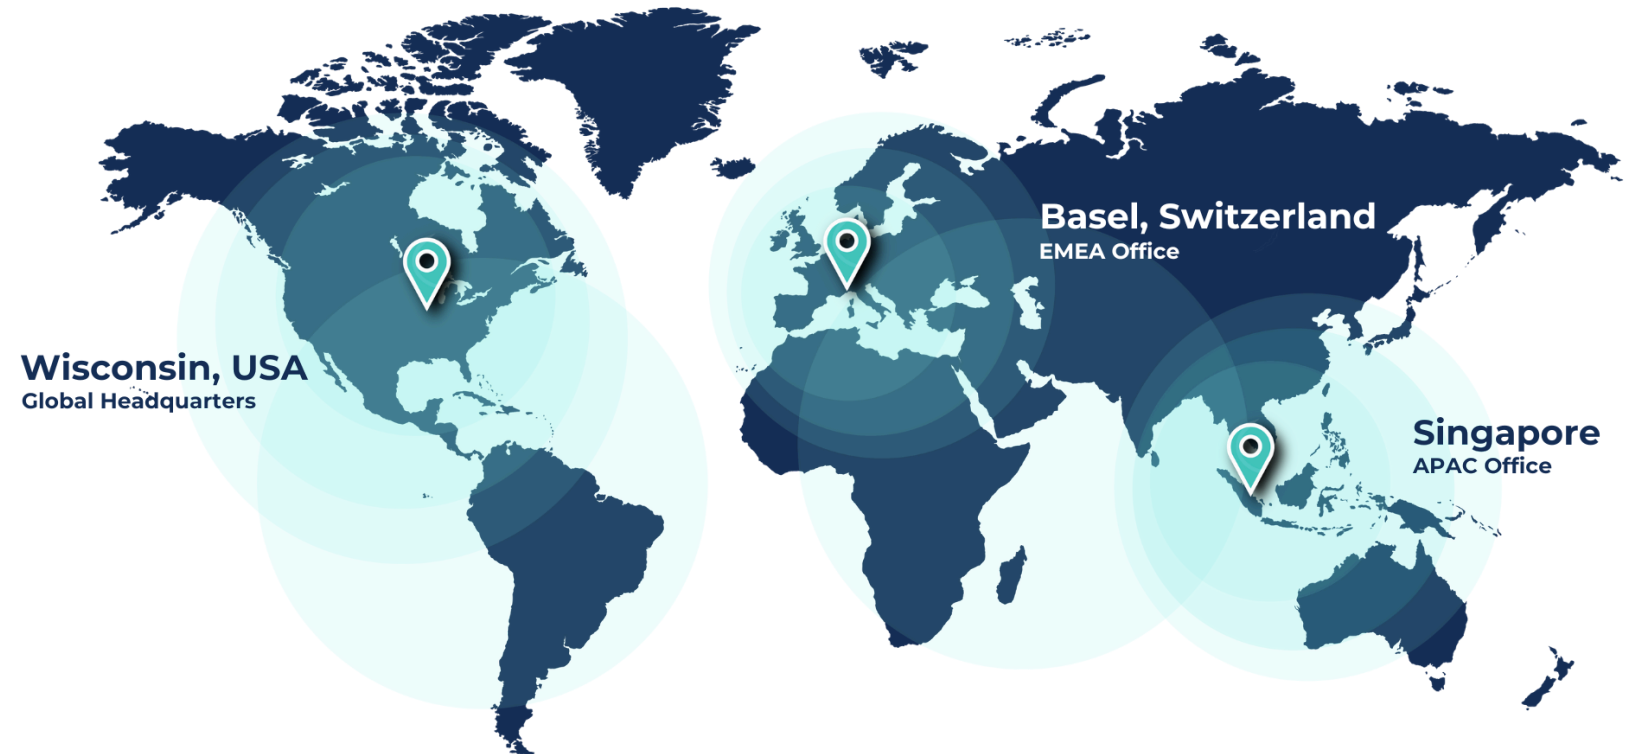 Basel, Switzerland
EMEA Office
Wisconsin, USA
Global Headquarters
Singapore
APAC Office